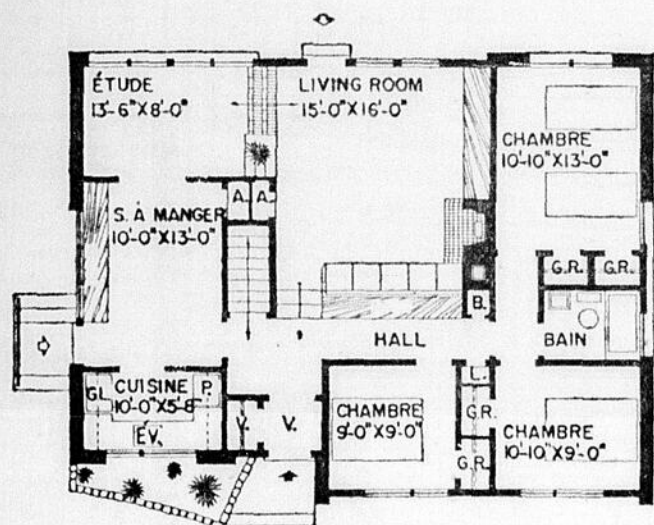 ÉTUDE
13'-6"X8'-0"
LIVING ROOM
15'-0"X16'-0"
CHAMBRE
10'-10"X13'-0"
S. À MANGER
10'-0"X13'-0"
A.
A.
G.R.
G.R.
B.
HALL
BAIN
GL.
CUISINE
10'-0"X5'-8"
P.
ÉV.
V.
V.
CHAMBRE
9'-0"X9'-0"
L.
G.R.
G.R.
CHAMBRE
10'-10"X9'-0"